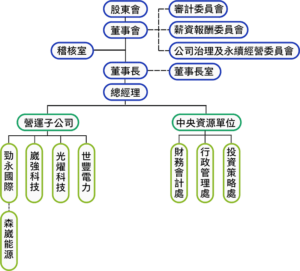 股東會
審計委員會
董事會
薪資報酬委員會
稽核室
公司治理及永續經營委員會
董事長
董事長室
總經理
營運子公司
中央資源單位
勁永國際
崴強科技
光燿科技
世豐電力
財務會計處
行政管理處
投資策略處
森崴能源